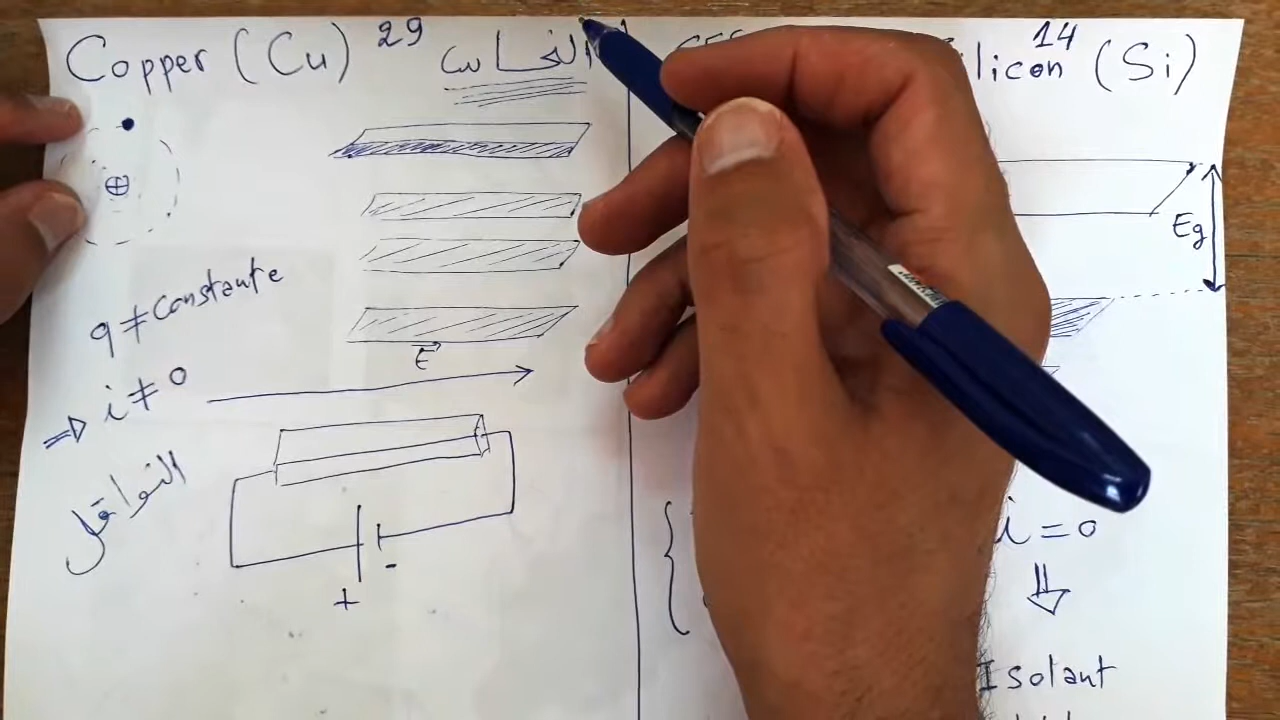 Copper (Cu) 29
النحاس
q ≠ Constante
⇒ i ≠ 0
النواقل
E
+
-
14
licon (Si)
Eg
i = 0
⇓
Isolant